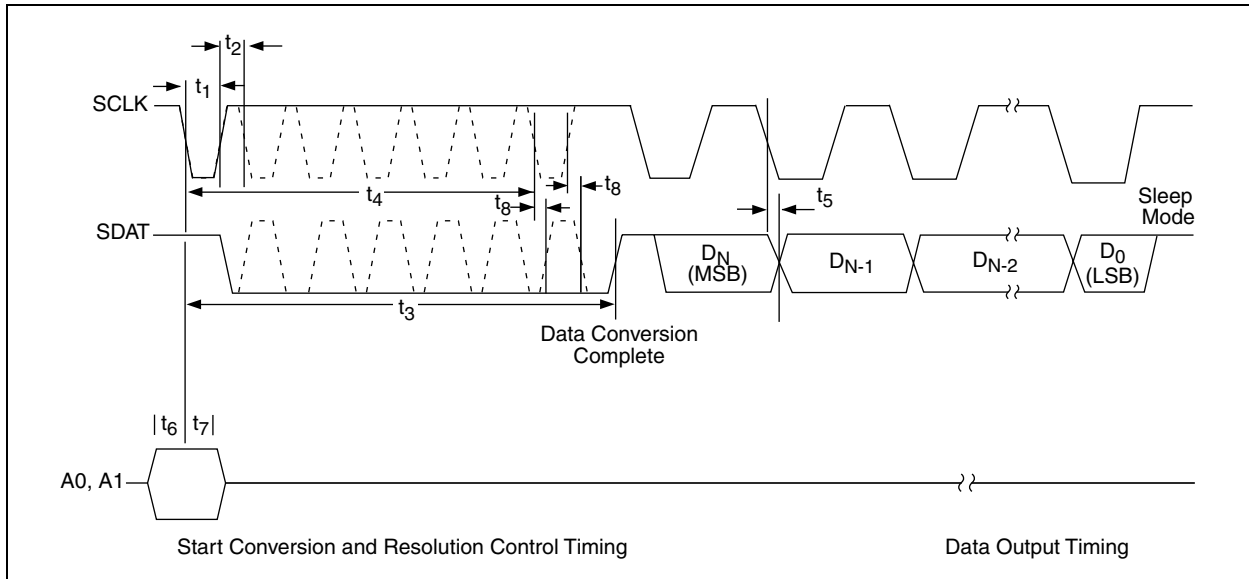 t2
t1
SCLK
t4
t8
t8
t5
Sleep
Mode
SDAT
DN
(MSB)
DN-1
DN-2
D0
(LSB)
t3
Data Conversion
Complete
t6
t7
A0, A1
Start Conversion and Resolution Control Timing
Data Output Timing